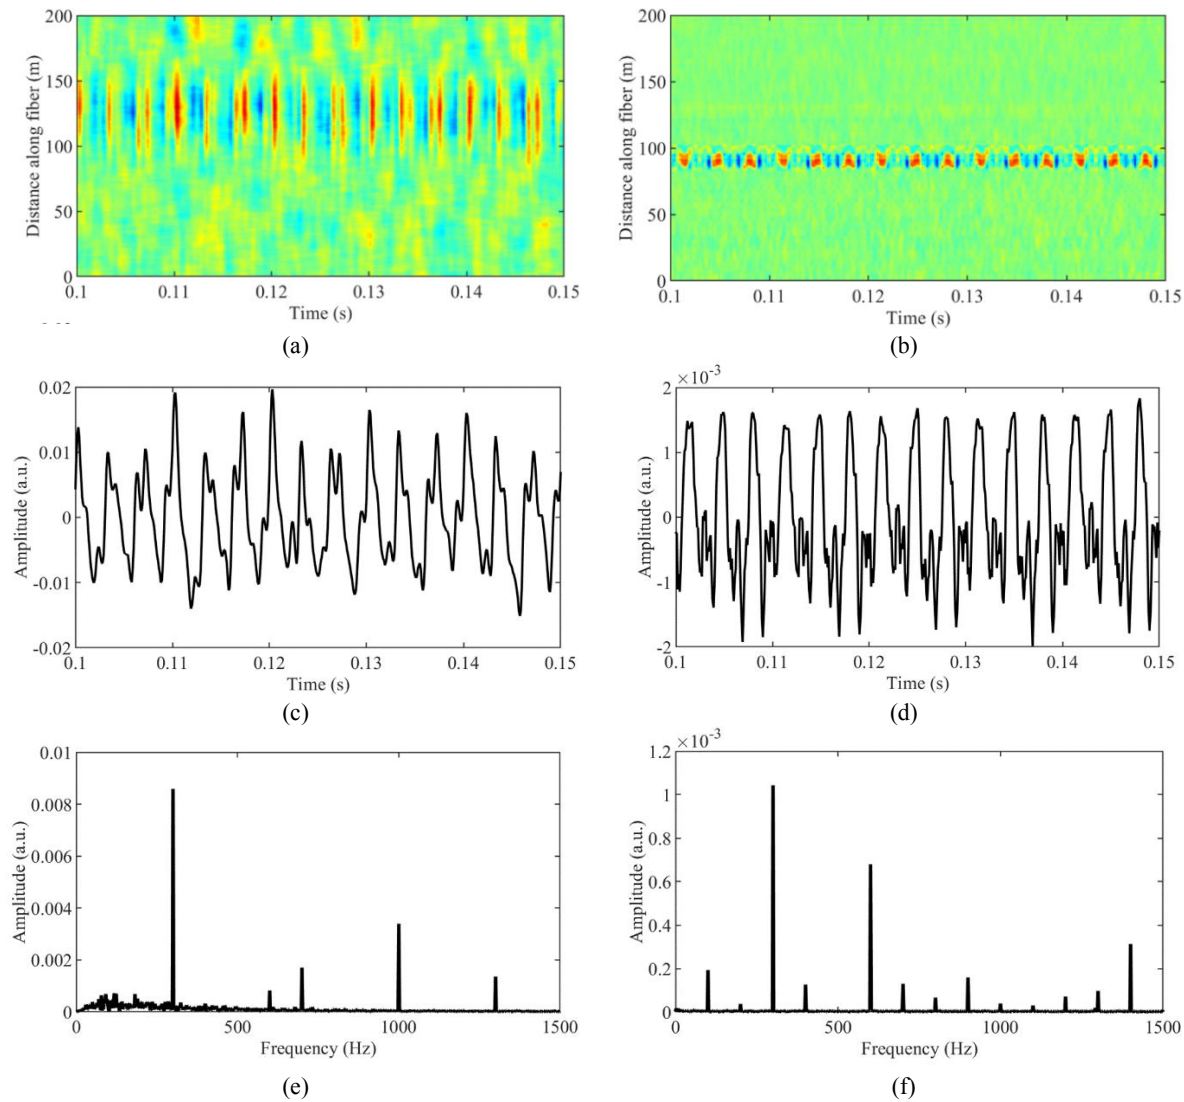 200
150
100
50
0
Distance along fiber (m)
0.1 0.11 0.12 0.13 0.14 0.15
Time (s)
(a)
200
150
100
50
0
Distance along fiber (m)
0.1 0.11 0.12 0.13 0.14 0.15
Time (s)
(b)
0.02
0.01
0
-0.01
-0.02
Amplitude (a.u.)
0.1 0.11 0.12 0.13 0.14 0.15
Time (s)
(c)
×10-3
2
1
0
-1
-2
Amplitude (a.u.)
0.1 0.11 0.12 0.13 0.14 0.15
Time (s)
(d)
0.01
0.008
0.006
0.004
0.002
0
Amplitude (a.u.)
0 500 1000 1500
Frequency (Hz)
(e)
×10-3
1.2
1
0.8
0.6
0.4
0.2
0
Amplitude (a.u.)
0 500 1000 1500
Frequency (Hz)
(f)